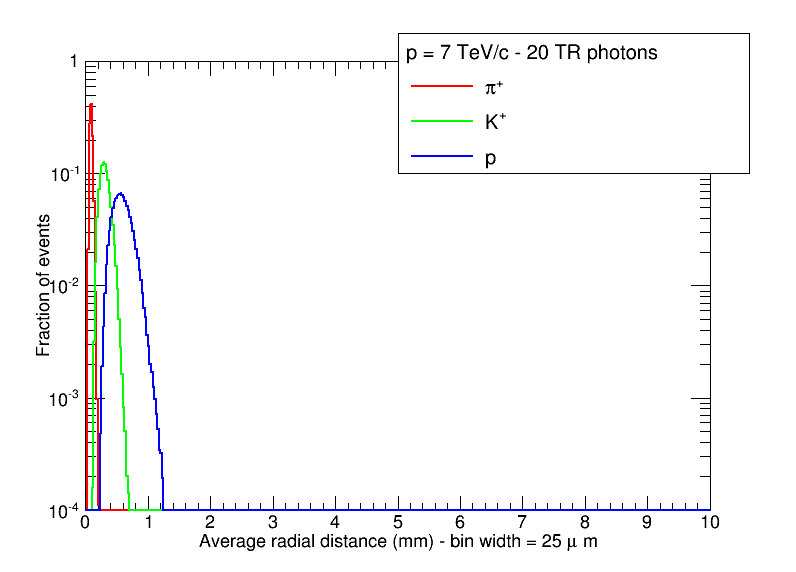 p = 7 TeV/c - 20 TR photons
π⁺
K⁺
p
1
10⁻¹
10⁻²
10⁻³
10⁻⁴
Fraction of events
0 1 2 3 4 5 6 7 8 9 10
Average radial distance (mm) - bin width = 25 μ m